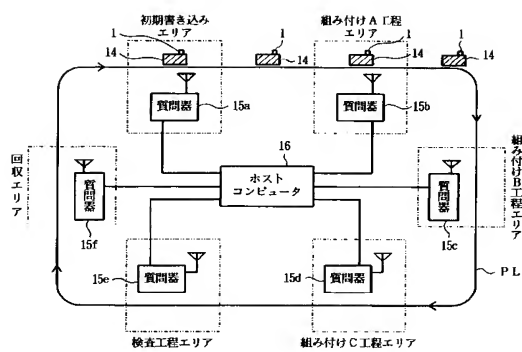 初期書き込み
エリア
組み付けA工程
エリア
1
14
1
14
1
14
1
14
質問器
15a
質問器
15b
回収エリア
質問器
15f
16
ホスト
コンピュータ
質問器
15c
組み付けB工程
エリア
質問器
15e
質問器
15d
PL
検査工程エリア
組み付けC工程エリア